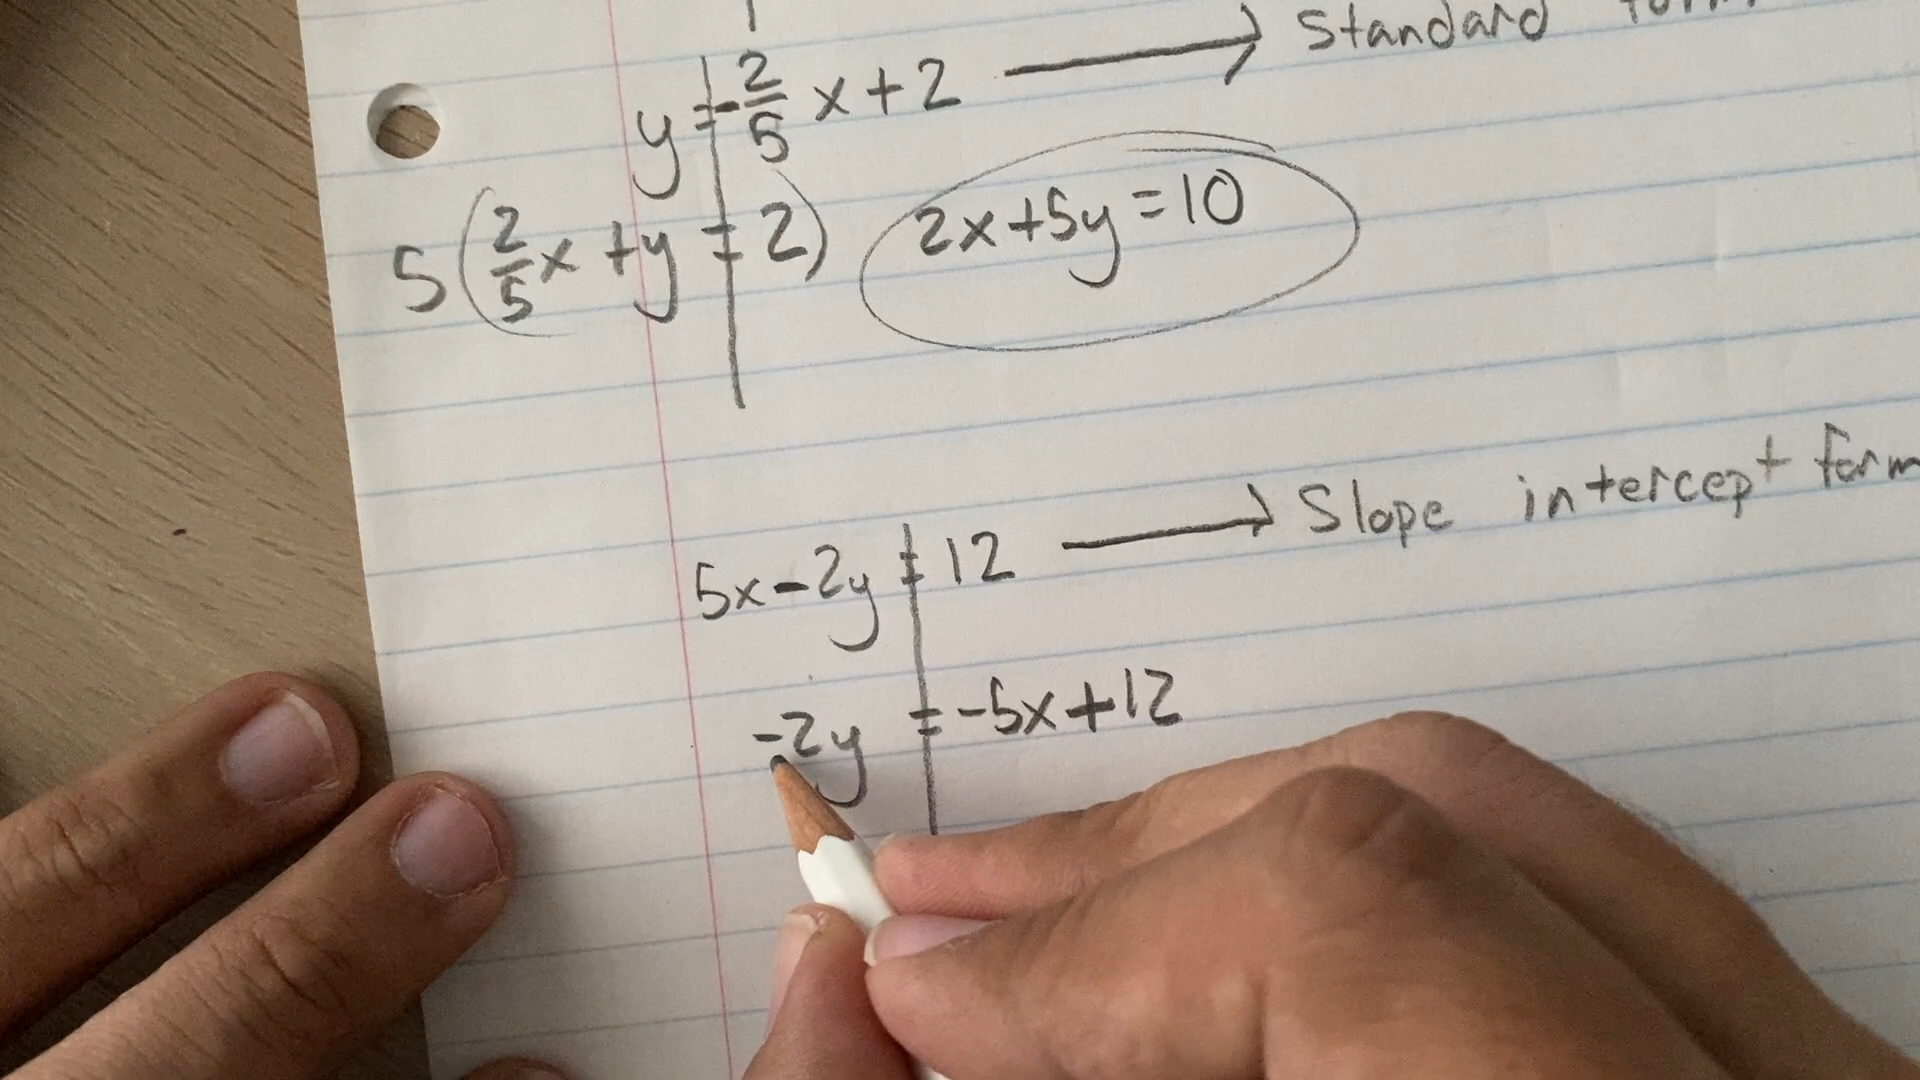 y = -2/5 x + 2 → Standard
5(2/5 x + y = 2) 2x+5y=10
5x-2y = 12 → Slope intercept form
-2y = -5x+12